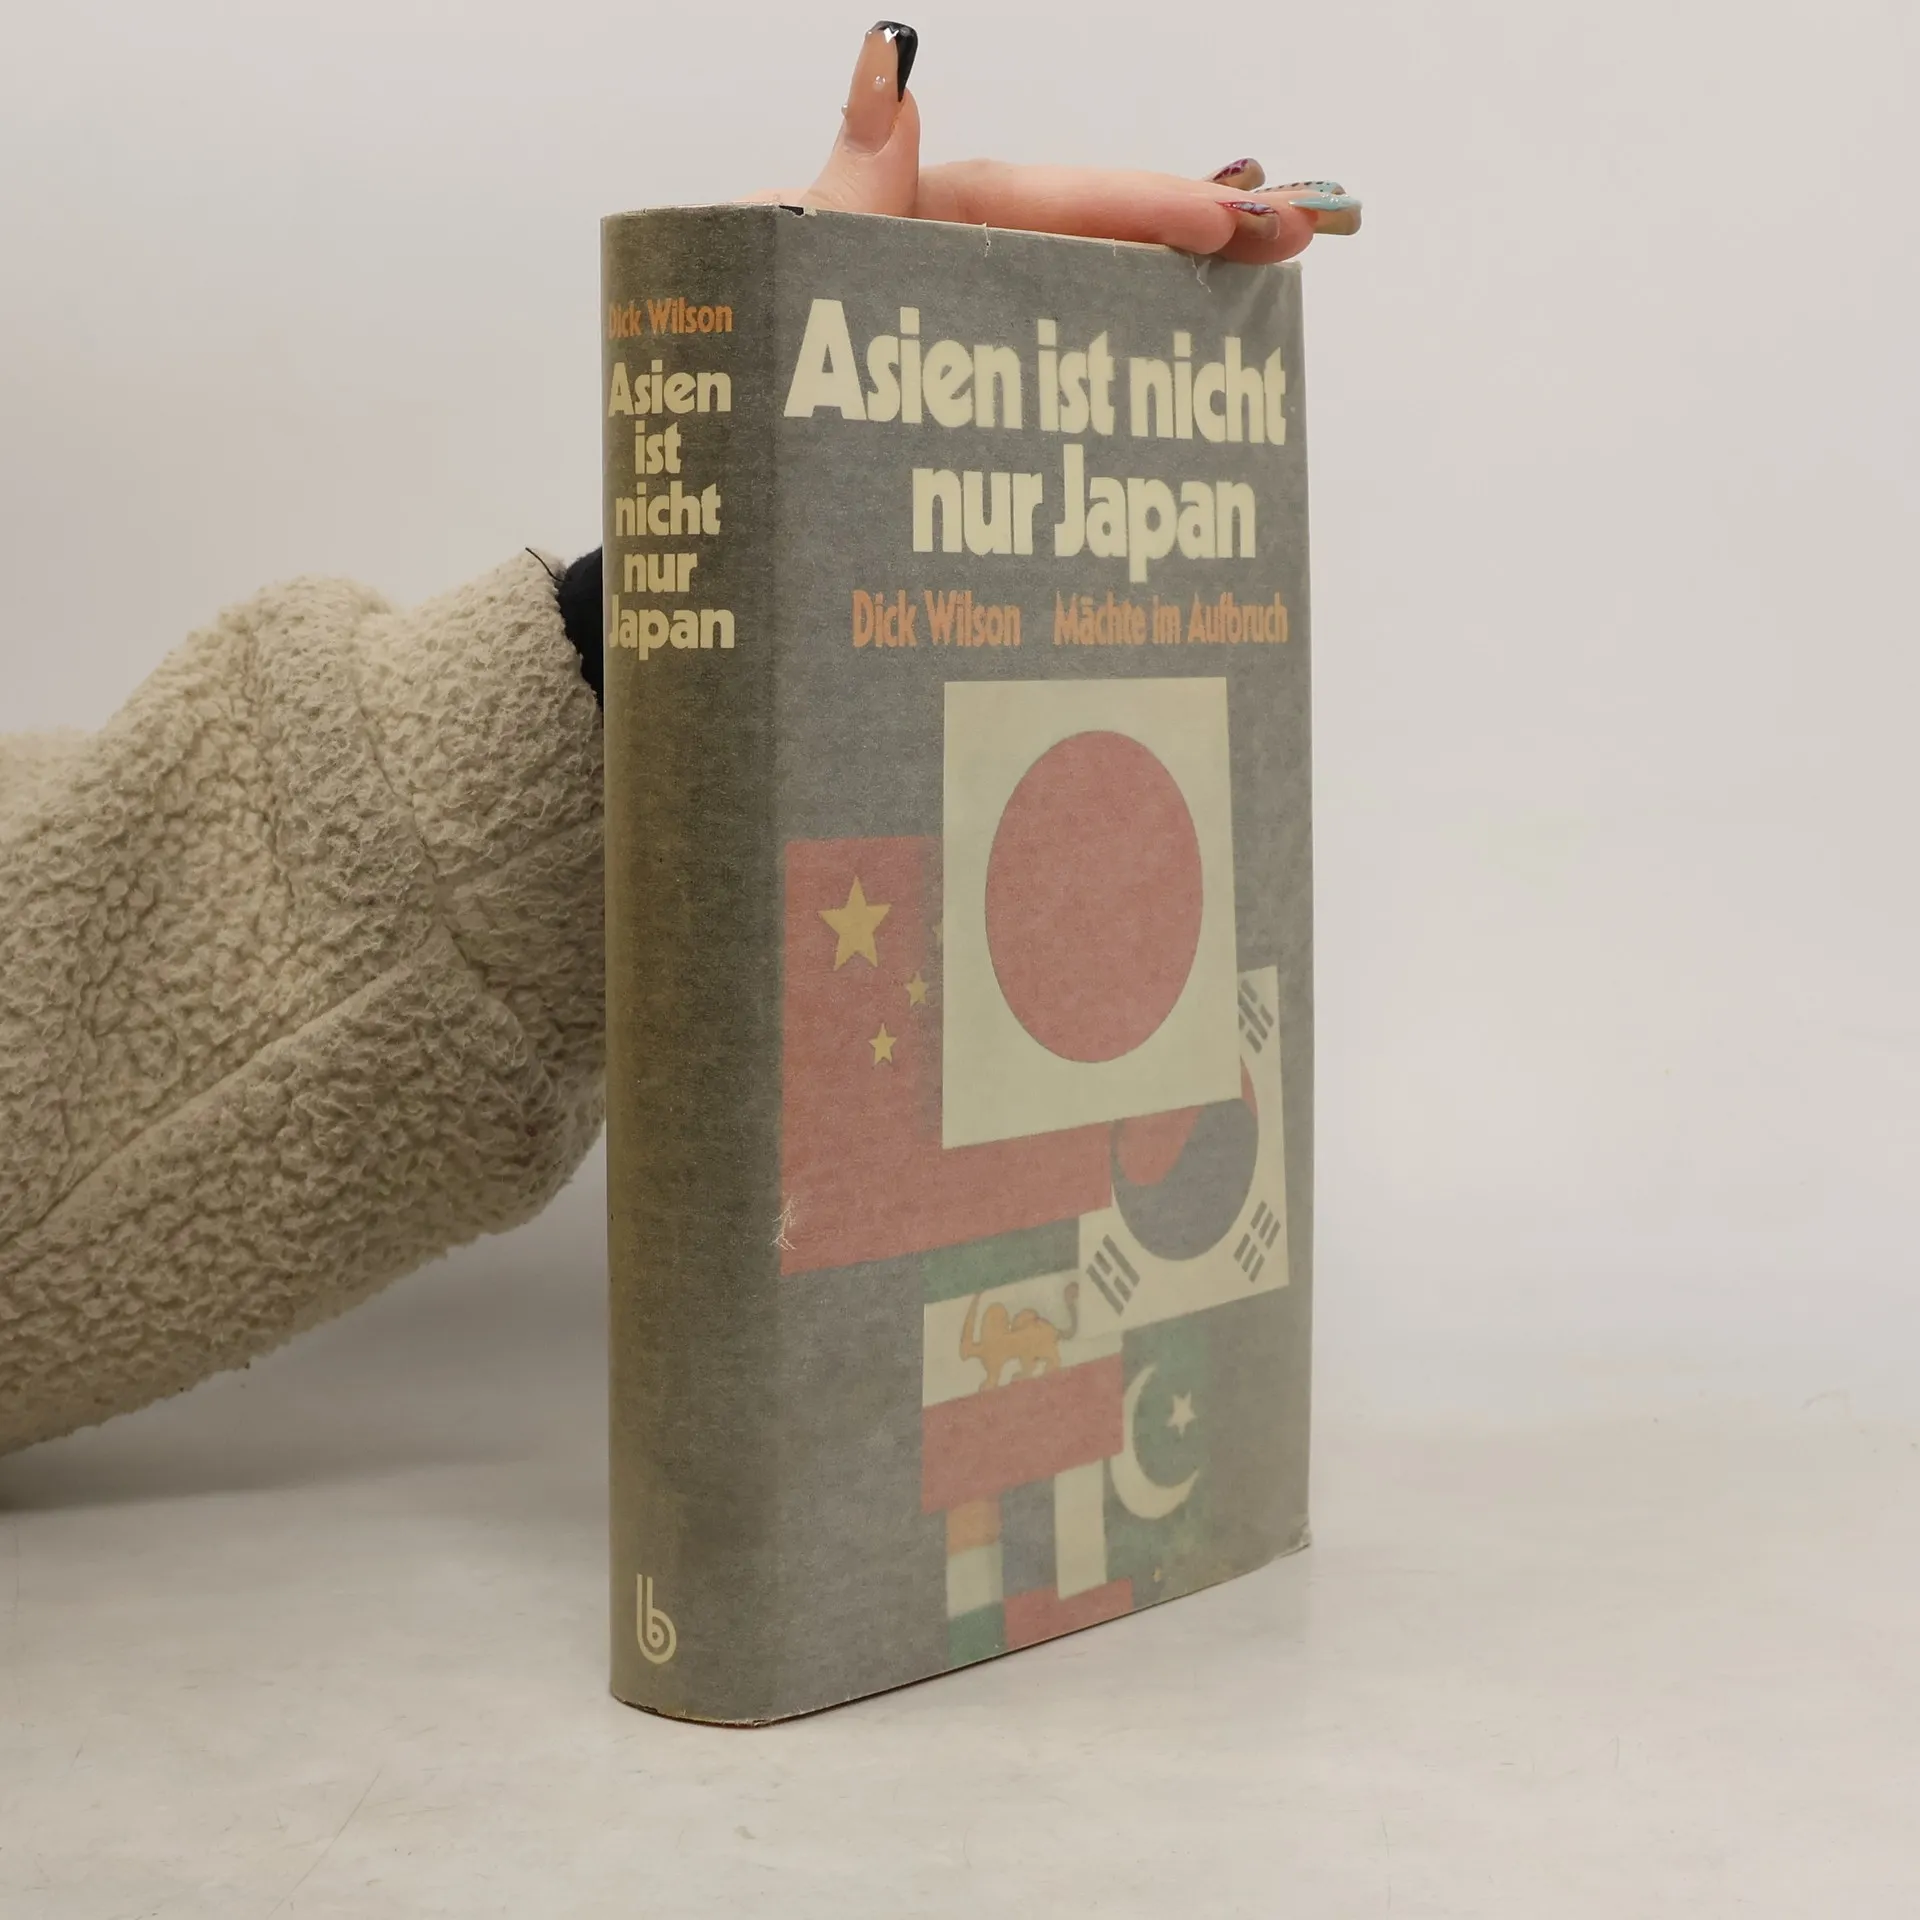 Dick Wilson
Asien
ist
nicht
nur
Japan
b
Asien ist nicht
nur Japan
Dick Wilson Mächte im Aufbruch